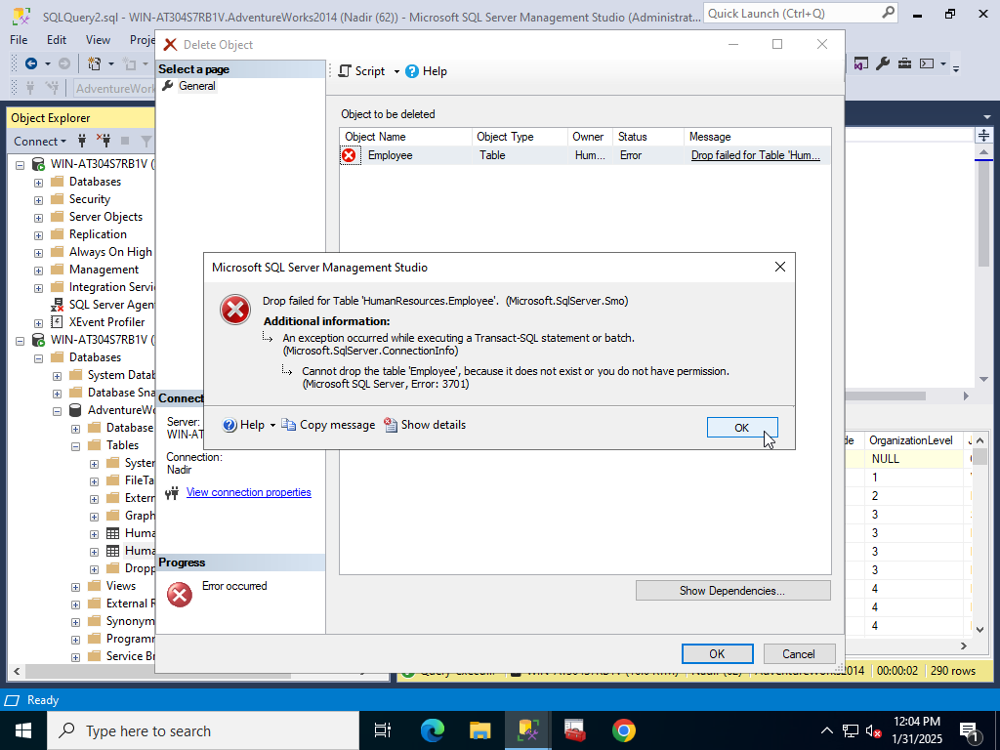 SQLQuery2.sql - WIN-AT304S7RB1V.AdventureWorks2014 (Nadir (62)) - Microsoft SQL Server Management Studio (Administrat...
Quick Launch (Ctrl+Q)
File Edit View Proje
Delete Object
Select a page
General
Script Help
AdventureWork
Object to be deleted
Object Name Object Type Owner Status Message
Employee Table Hum... Error Drop failed for Table 'Hum...
Object Explorer
Connect
WIN-AT304S7RB1V (
Databases
Security
Server Objects
Replication
Always On High
Management
Integration Servi
SQL Server Agen
XEvent Profiler
WIN-AT304S7RB1V (
Databases
System Datab
Database Sna
AdventureWo
Database
Tables
System
FileTa
Extern
Graph
Huma
Huma
Dropp
Views
External R
Synonym
Programm
Service Br
Microsoft SQL Server Management Studio
Drop failed for Table 'HumanResources.Employee'. (Microsoft.SqlServer.Smo)
Additional information:
An exception occurred while executing a Transact-SQL statement or batch.
(Microsoft.SqlServer.ConnectionInfo)
Cannot drop the table 'Employee', because it does not exist or you do not have permission.
(Microsoft SQL Server, Error: 3701)
Help Copy message Show details OK
Connect
Server:
WIN-AT
Connection:
Nadir
View connection properties
Progress
Error occurred
Show Dependencies...
OK Cancel
de OrganizationLevel J
NULL
1
2
3
3
3
3
4
4
4
2014 00:00:02 290 rows
Ready
Type here to search
12:04 PM
1/31/2025
1